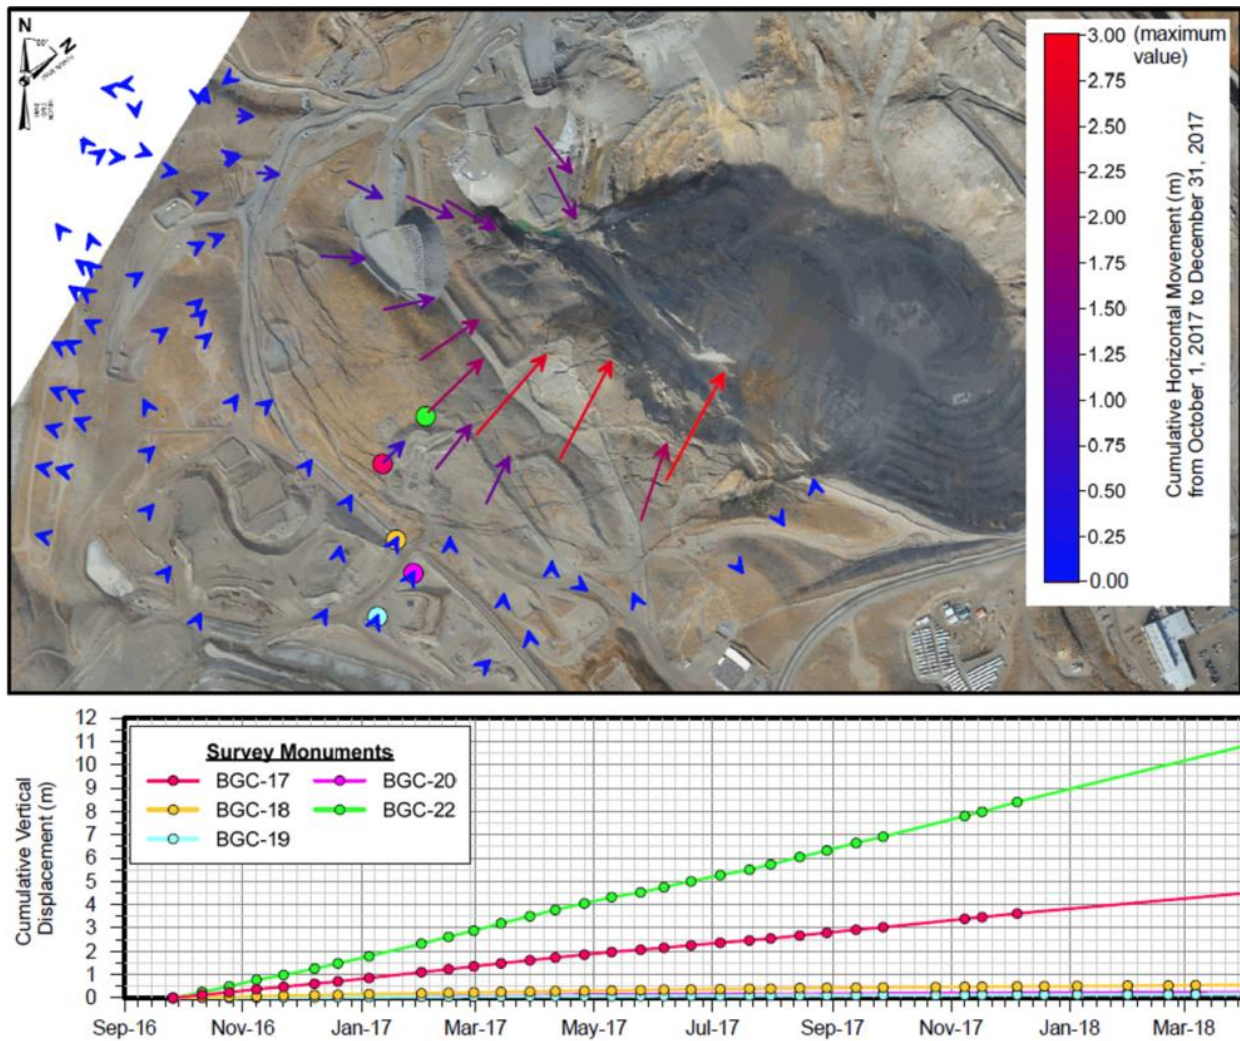 N
60°
N
3.00 (maximum
value)
2.75
2.50
2.25
2.00
1.75
1.50
1.25
1.00
0.75
0.50
0.25
0.00
Cumulative Horizontal Movement (m)
from October 1, 2017 to December 31, 2017
12
11
10
9
8
7
6
5
4
3
2
1
0
Cumulative Vertical
Displacement (m)
Survey Monuments
BGC-17
BGC-20
BGC-18
BGC-22
BGC-19
Sep-16
Nov-16
Jan-17
Mar-17
May-17
Jul-17
Sep-17
Nov-17
Jan-18
Mar-18